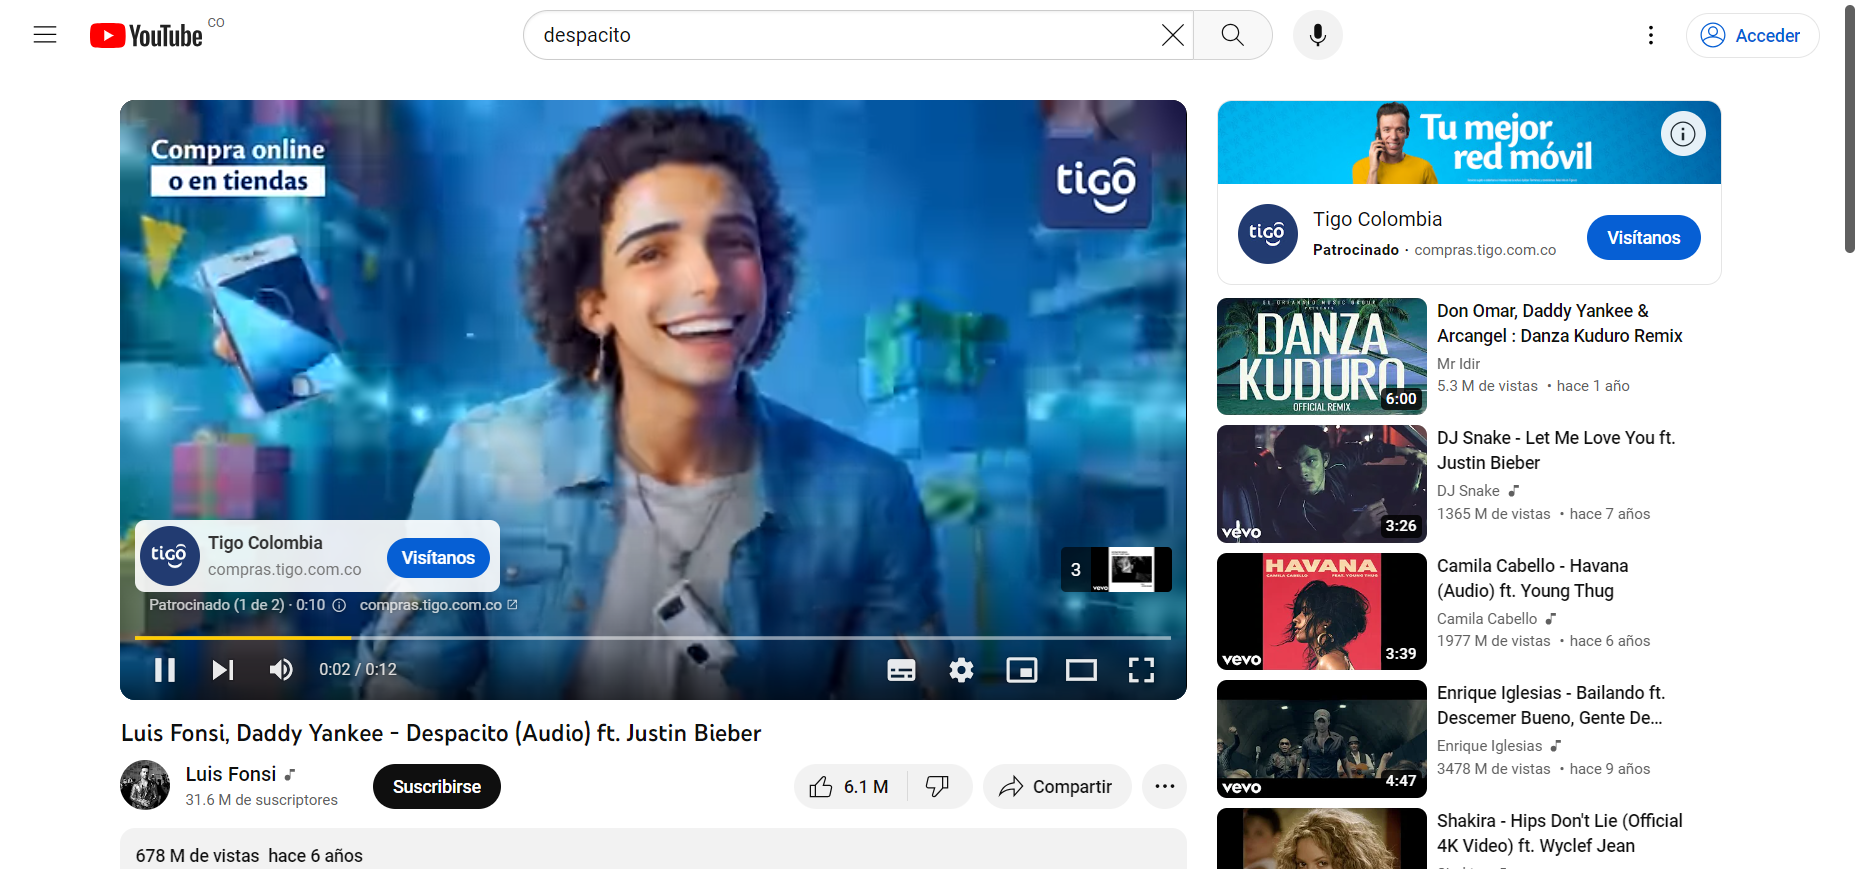 YouTube CO
despacito
Acceder
Compra online
o en tiendas
tigo
Tigo Colombia
compras.tigo.com.co
Visítanos
tigo
3
vevo
Patrocinado (1 de 2) · 0:10
compras.tigo.com.co
0:02 / 0:12
Luis Fonsi, Daddy Yankee - Despacito (Audio) ft. Justin Bieber
Luis Fonsi
31.6 M de suscriptores
Suscribirse
6.1 M
Compartir
678 M de vistas hace 6 años
Tu mejor
red móvil
tigo
Tigo Colombia
Patrocinado · compras.tigo.com.co
Visítanos
DANZA
KUDURO
OFFICIAL REMIX
6:00
Don Omar, Daddy Yankee &
Arcangel : Danza Kuduro Remix
Mr Idir
5.3 M de vistas • hace 1 año
vevo
3:26
DJ Snake - Let Me Love You ft.
Justin Bieber
DJ Snake
1365 M de vistas • hace 7 años
HAVANA
CAMILA CABELLO FEAT. YOUNG THUG
vevo
3:39
Camila Cabello - Havana
(Audio) ft. Young Thug
Camila Cabello
1977 M de vistas • hace 6 años
vevo
4:47
Enrique Iglesias - Bailando ft.
Descemer Bueno, Gente De...
Enrique Iglesias
3478 M de vistas • hace 9 años
Shakira - Hips Don't Lie (Official
4K Video) ft. Wyclef Jean